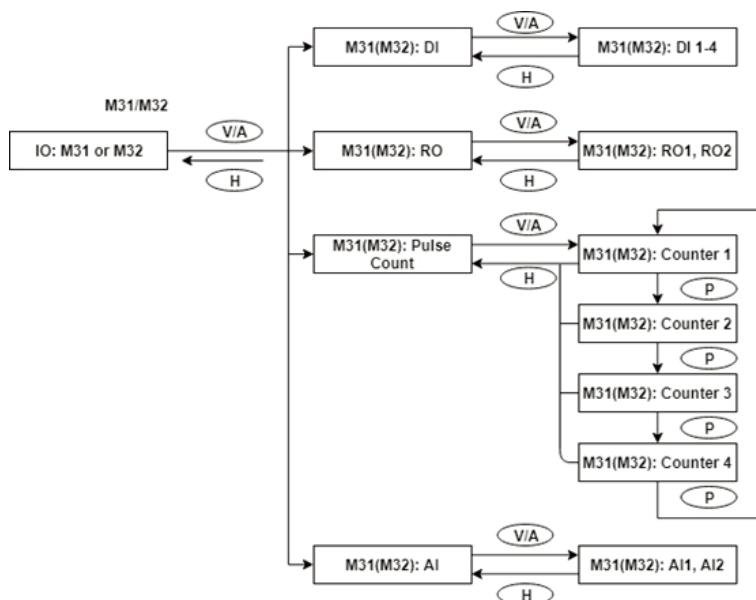 V/A
M31(M32): DI
M31(M32): DI 1-4
H
M31/M32
V/A
V/A
IO: M31 or M32
M31(M32): RO
M31(M32): RO1, RO2
H
H
V/A
M31(M32): Pulse
Count
M31(M32): Counter 1
H
P
M31(M32): Counter 2
P
M31(M32): Counter 3
P
M31(M32): Counter 4
P
V/A
M31(M32): AI
M31(M32): AI1, AI2
H